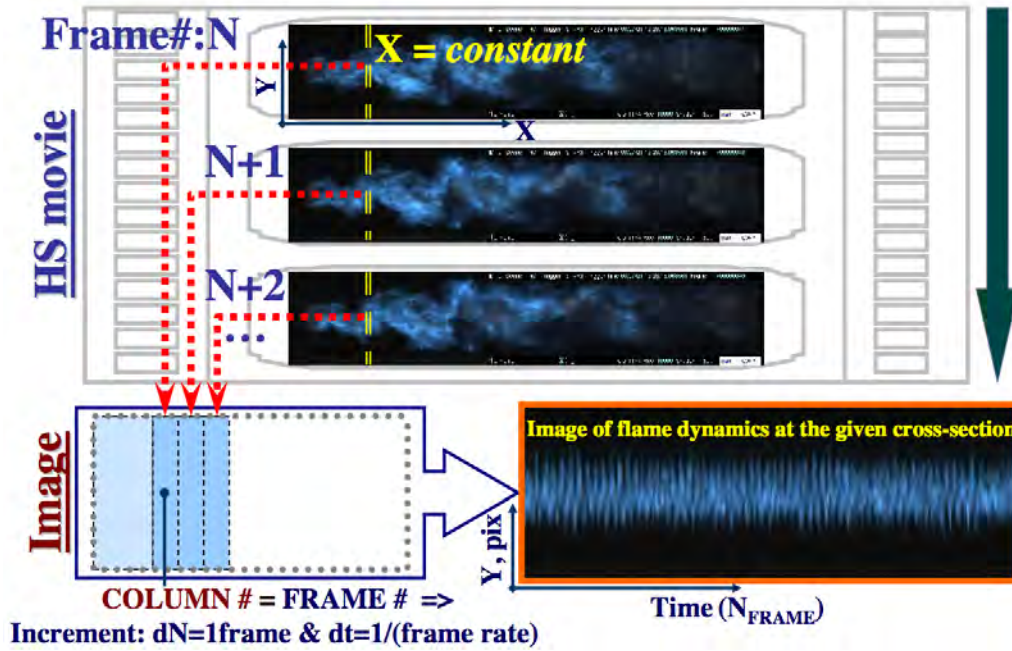 Frame#:N
X = constant
Y
X
N+1
N+2
...
HS movie
Image
Image of flame dynamics at the given cross-section
Y, pix
Time (N_FRAME)
COLUMN # = FRAME # =>
Increment: dN=1frame & dt=1/(frame rate)